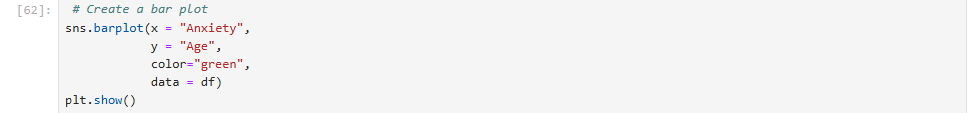 [62]: # Create a bar plot
sns.barplot(x = "Anxiety",
y = "Age",
color="green",
data = df)
plt.show()